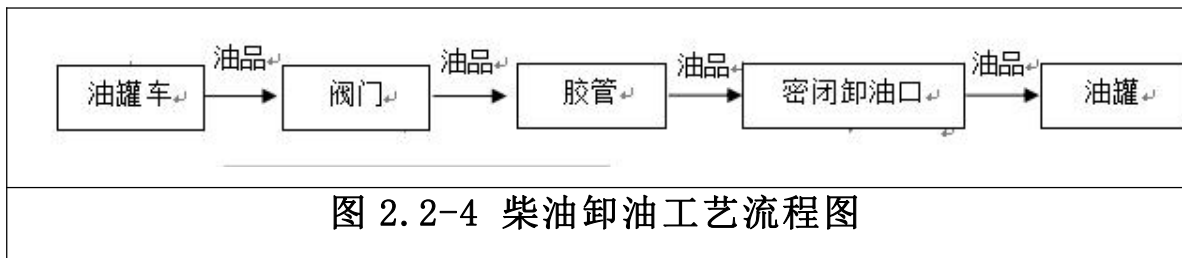 油品 油品 油品 油品
油罐车 阀门 胶管 密闭卸油口 油罐
图 2.2-4 柴油卸油工艺流程图